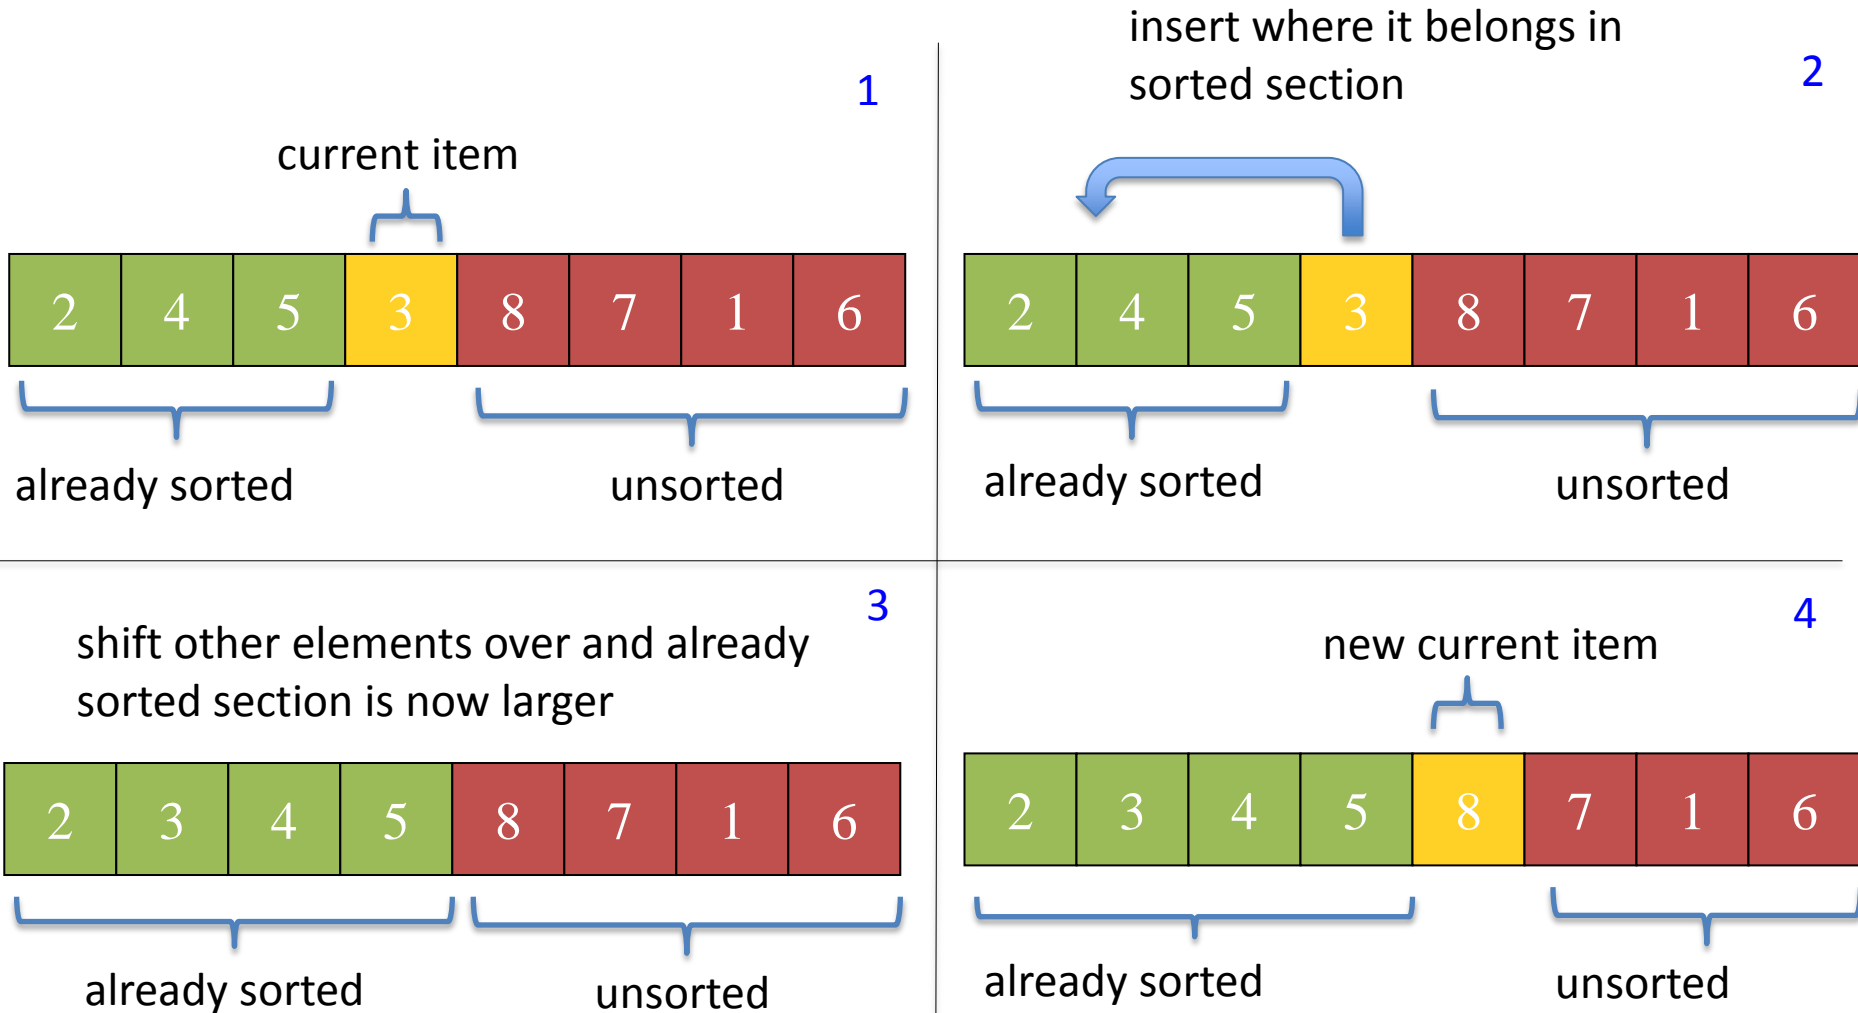 1
current item
2 4 5 3 8 7 1 6
already sorted
unsorted
insert where it belongs in
sorted section
2
2 4 5 3 8 7 1 6
already sorted
unsorted
3
shift other elements over and already
sorted section is now larger
2 3 4 5 8 7 1 6
already sorted
unsorted
4
new current item
2 3 4 5 8 7 1 6
already sorted
unsorted